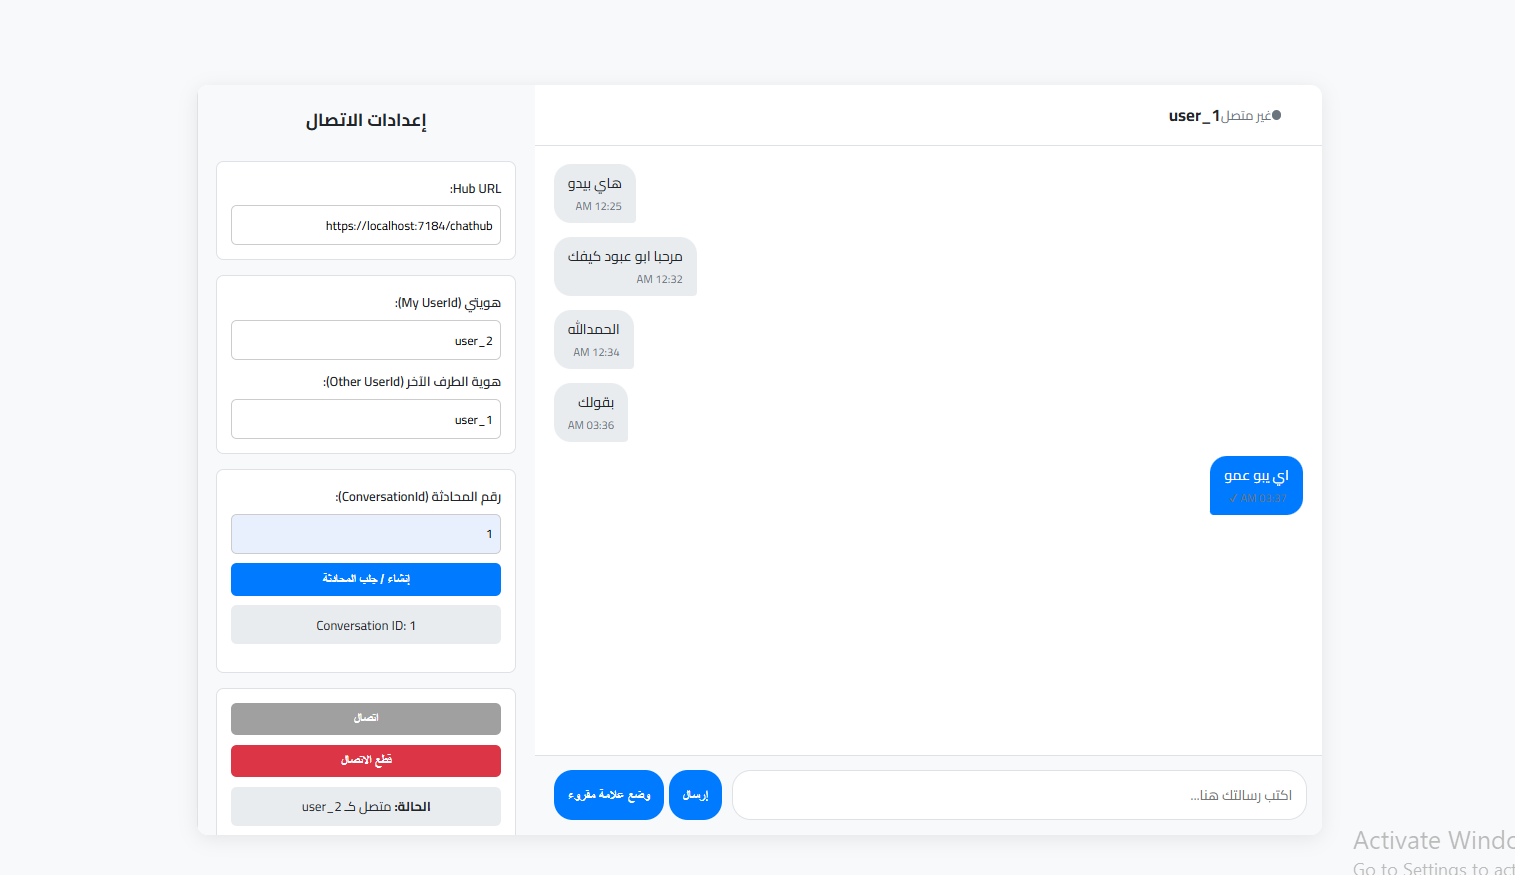 إعدادات الاتصال
Hub URL:
https://localhost:7184/chathub
هويتي (My UserId):
user_2
هوية الطرف الآخر (Other UserId):
user_1
رقم المحادثة (ConversationId):
1
إنشاء / جلب المحادثة
Conversation ID: 1
اتصال
قطع الاتصال
الحالة: متصل كـ user_2
غير متصل user_1
هاي بيدو
12:25 AM
مرحبا ابو عبود كيفك
12:32 AM
الحمدالله
12:34 AM
بقولك
03:36 AM
اي يبو عمو
03:37 AM ✓
اكتب رسالتك هنا...
إرسال
وضع علامة مقروء
Activate Windo
Go to Settings to act